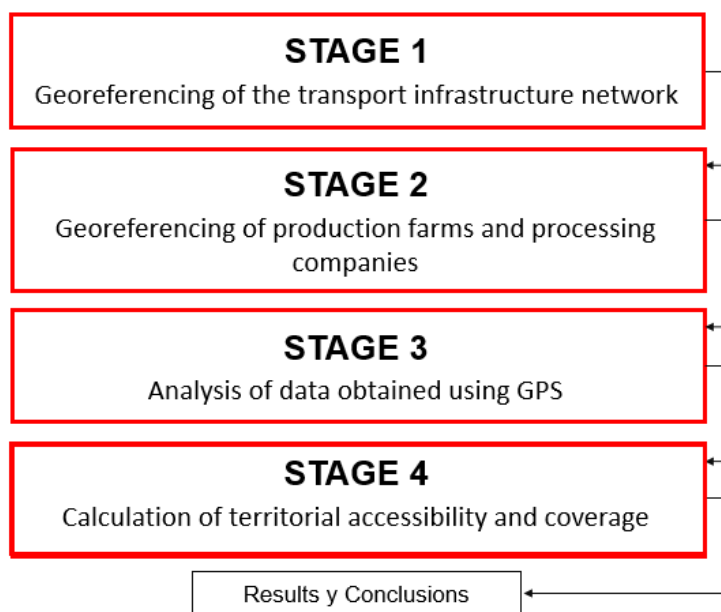 STAGE 1
Georeferencing of the transport infrastructure network
STAGE 2
Georeferencing of production farms and processing
companies
STAGE 3
Analysis of data obtained using GPS
STAGE 4
Calculation of territorial accessibility and coverage
Results y Conclusions